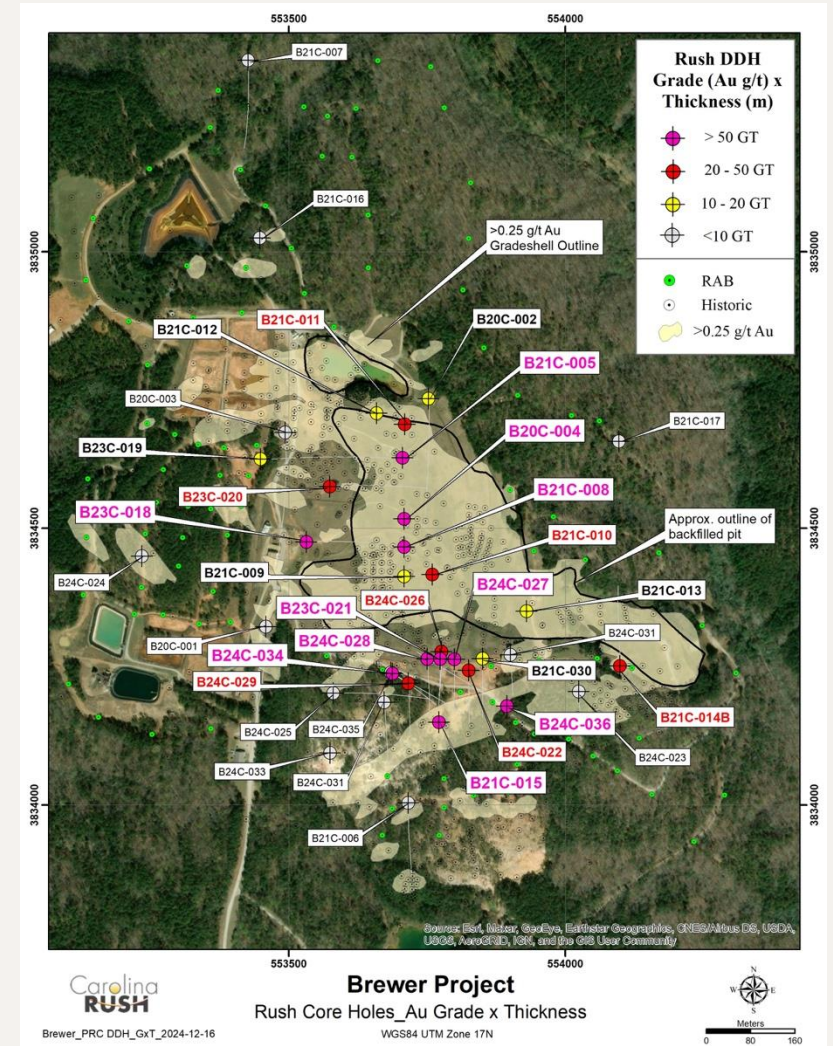 553500
554000
B21C-007
Rush DDH
Grade (Au g/t) x
Thickness (m)
> 50 GT
20 - 50 GT
10 - 20 GT
<10 GT
RAB
Historic
>0.25 g/t Au
B21C-016
3835000
3835000
>0.25 g/t Au
Gradeshell Outline
B21C-011
B20C-002
B21C-012
B21C-005
B20C-003
B21C-017
B20C-004
B23C-019
B21C-008
B23C-020
B23C-018
3834500
3834500
B21C-010
Approx. outline of
backfilled pit
B24C-024
B21C-009
B24C-027
B21C-013
B24C-026
B23C-021
B24C-031
B20C-001
B24C-028
B24C-034
B21C-030
B24C-029
B21C-014B
B24C-025
B24C-035
B24C-036
B24C-023
B24C-022
B24C-033
B24C-031
B21C-015
3834000
3834000
B21C-006
Source: Esri, Maxar, GeoEye, Earthstar Geographics, CNES/Airbus DS, USDA,
USGS, AeroGRID, IGN, and the GIS User Community
553500
554000
Carolina
RUSH
Brewer Project
Rush Core Holes_Au Grade x Thickness
Brewer_PRC DDH_GxT_2024-12-16
WGS84 UTM Zone 17N
N
W
E
S
Meters
0 80 160